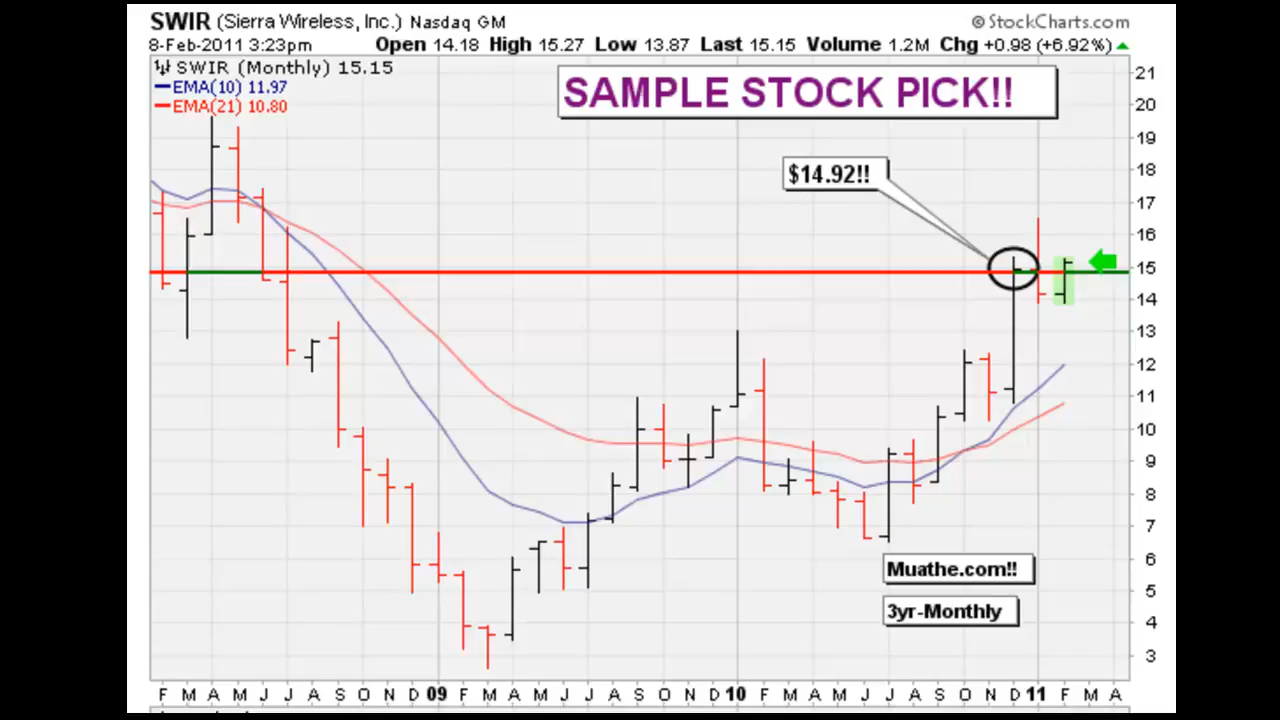 SWIR (Sierra Wireless, Inc.) Nasdaq GM
© StockCharts.com
8-Feb-2011 3:23pm
Open 14.18 High 15.27 Low 13.87 Last 15.15 Volume 1.2M Chg +0.98 (+6.92%)
SWIR (Monthly) 15.15
EMA(10) 11.97
EMA(21) 10.80
SAMPLE STOCK PICK!!
$14.92!!
21
20
19
18
17
16
15
14
13
12
11
10
9
8
7
6
5
4
3
Muathe.com!!
3yr-Monthly
F M A M J J A S O N D 09 F M A M J J A S O N D 10 F M A M J J A S O N D 11 F M A